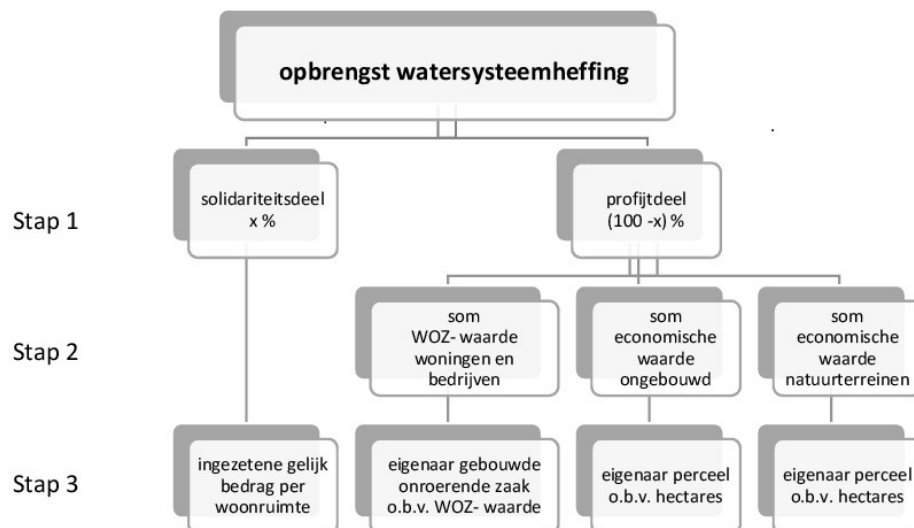 opbrengst watersysteemheffing
Stap 1
solidariteitsdeel
x %
profijtdeel
(100 -x) %
Stap 2
som
WOZ- waarde
woningen en
bedrijven
som
economische
waarde
ongebouwd
som
economische
waarde
natuurterreinen
Stap 3
ingezetene gelijk
bedrag per
woonruimte
eigenaar gebouwde
onroerende zaak
o.b.v. WOZ- waarde
eigenaar perceel
o.b.v. hectares
eigenaar perceel
o.b.v. hectares